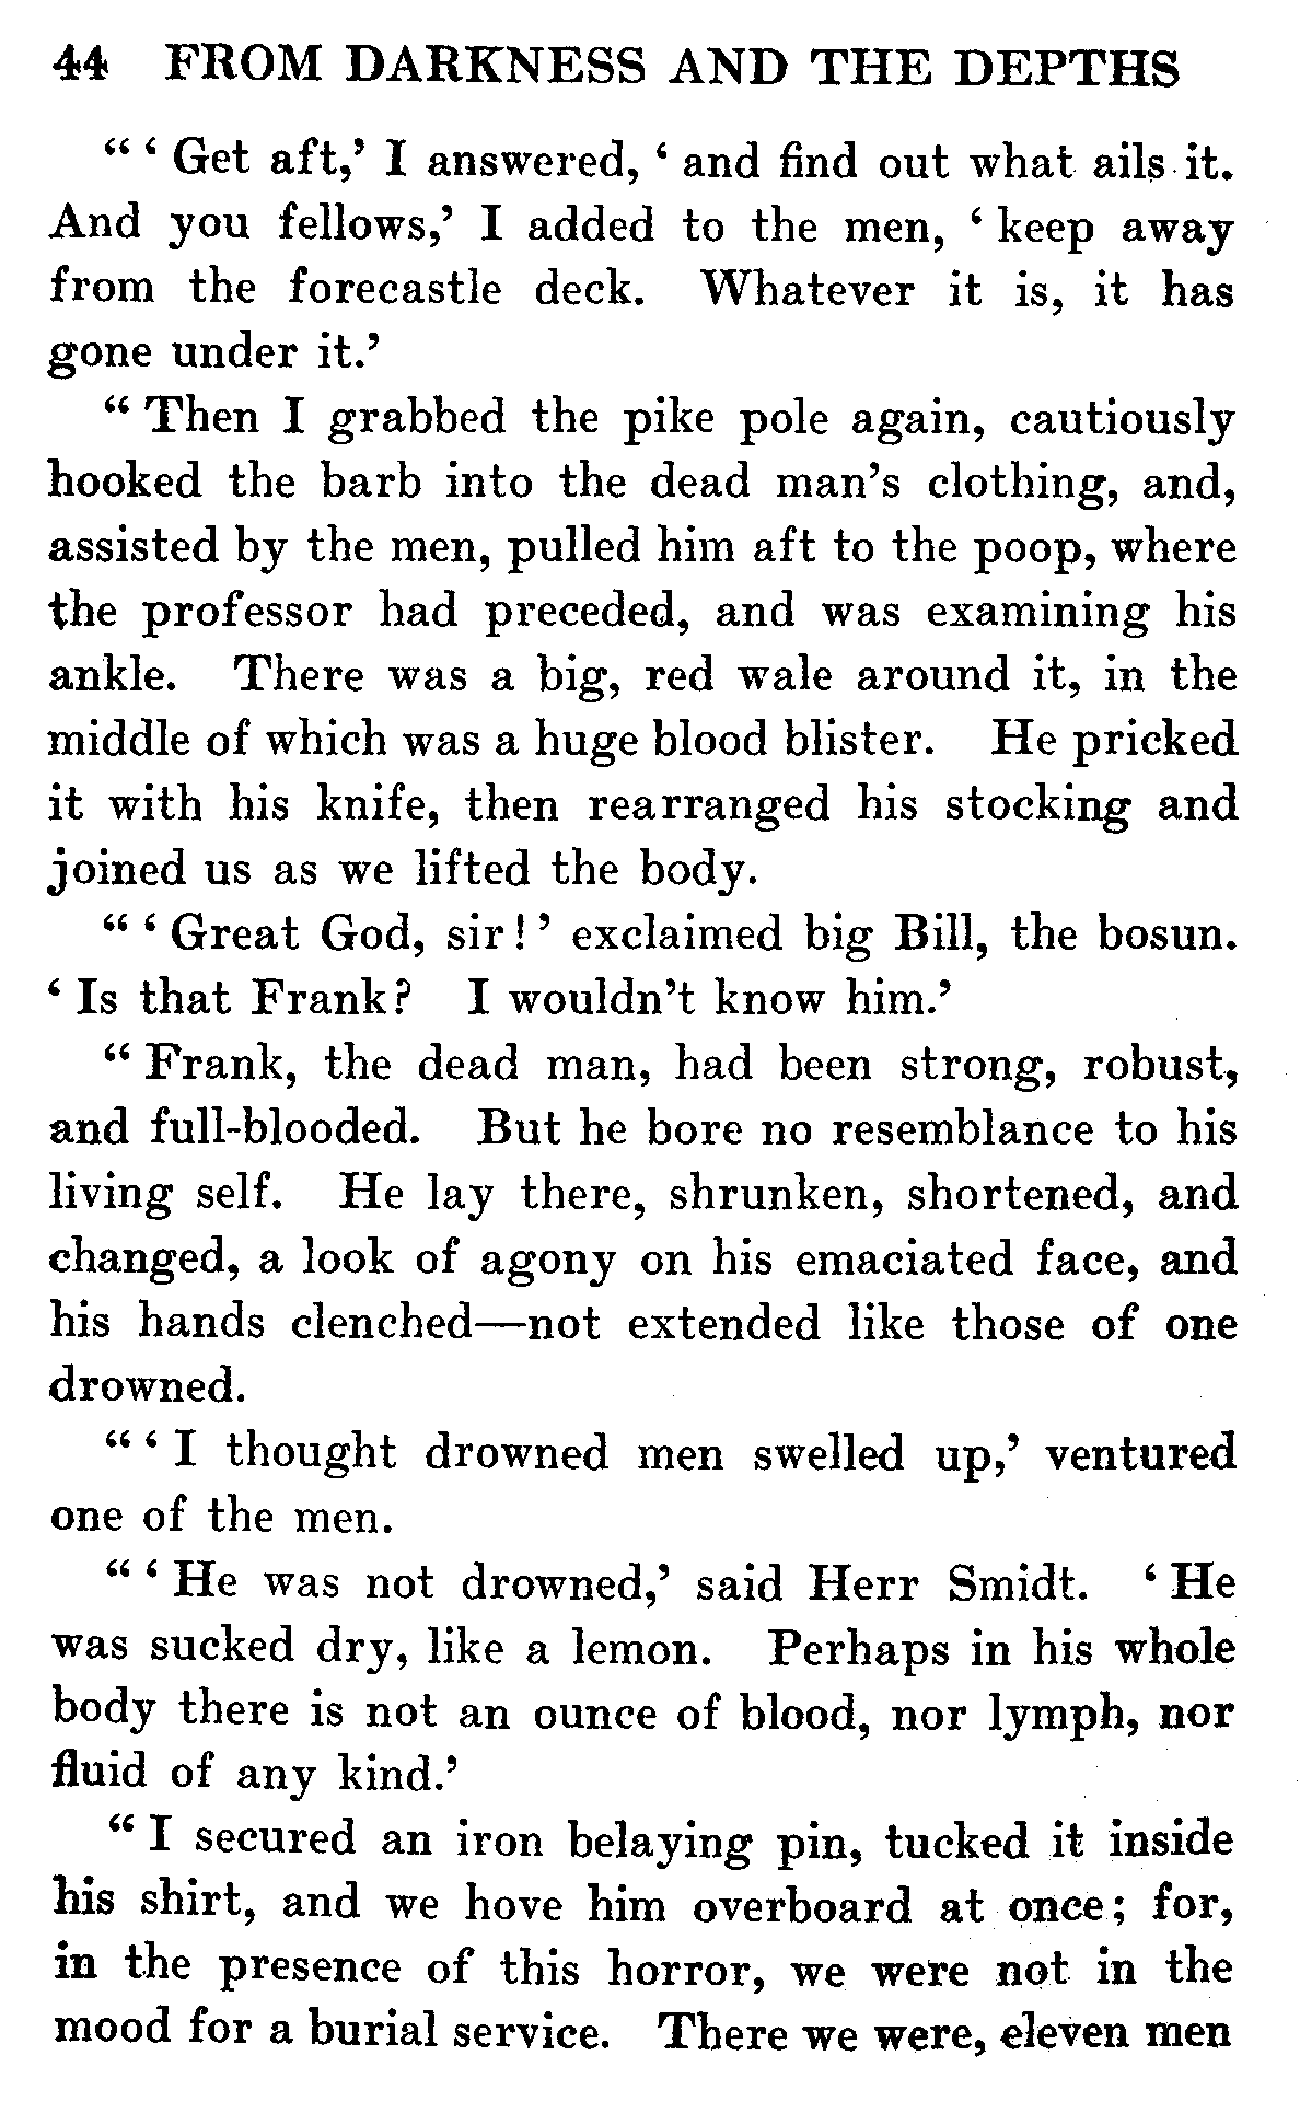 44 FROM DARKNESS AND THE DEPTHS
“ ‘ Get aft,’ I answered, ‘ and find out what ails it.
And you fellows,’ I added to the men, ‘ keep away
from the forecastle deck. Whatever it is, it has
gone under it.’
“ Then I grabbed the pike pole again, cautiously
hooked the barb into the dead man’s clothing, and,
assisted by the men, pulled him aft to the poop, where
the professor had preceded, and was examining his
ankle. There was a big, red wale around it, in the
middle of which was a huge blood blister. He pricked
it with his knife, then rearranged his stocking and
joined us as we lifted the body.
“ ‘ Great God, sir ! ’ exclaimed big Bill, the bosun.
‘ Is that Frank? I wouldn’t know him.’
“ Frank, the dead man, had been strong, robust,
and full-blooded. But he bore no resemblance to his
living self. He lay there, shrunken, shortened, and
changed, a look of agony on his emaciated face, and
his hands clenched—not extended like those of one
drowned.
“ ‘ I thought drowned men swelled up,’ ventured
one of the men.
“ ‘ He was not drowned,’ said Herr Smidt. ‘ He
was sucked dry, like a lemon. Perhaps in his whole
body there is not an ounce of blood, nor lymph, nor
fluid of any kind.’
“ I secured an iron belaying pin, tucked it inside
his shirt, and we hove him overboard at once; for,
in the presence of this horror, we were not in the
mood for a burial service. There we were, eleven men